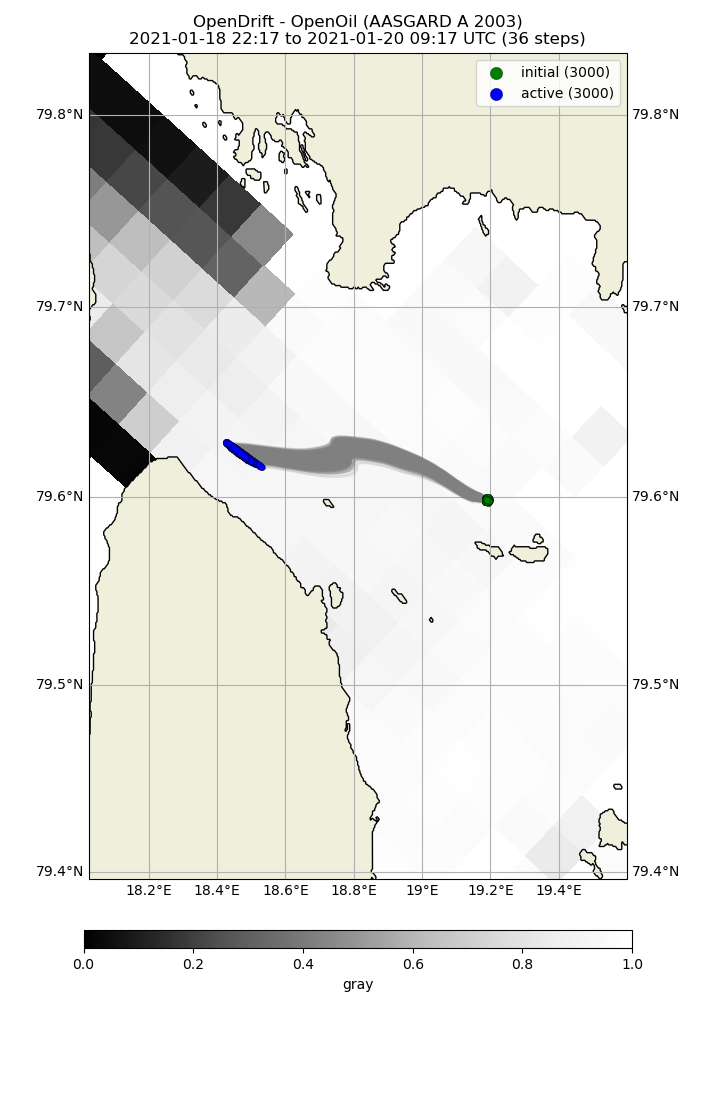 OpenDrift - OpenOil (AASGARD A 2003)
2021-01-18 22:17 to 2021-01-20 09:17 UTC (36 steps)
initial (3000)
active (3000)
79.8°N 79.8°N
79.7°N 79.7°N
79.6°N 79.6°N
79.5°N 79.5°N
79.4°N 79.4°N
18.2°E 18.4°E 18.6°E 18.8°E 19°E 19.2°E 19.4°E
0.0 0.2 0.4 0.6 0.8 1.0
gray